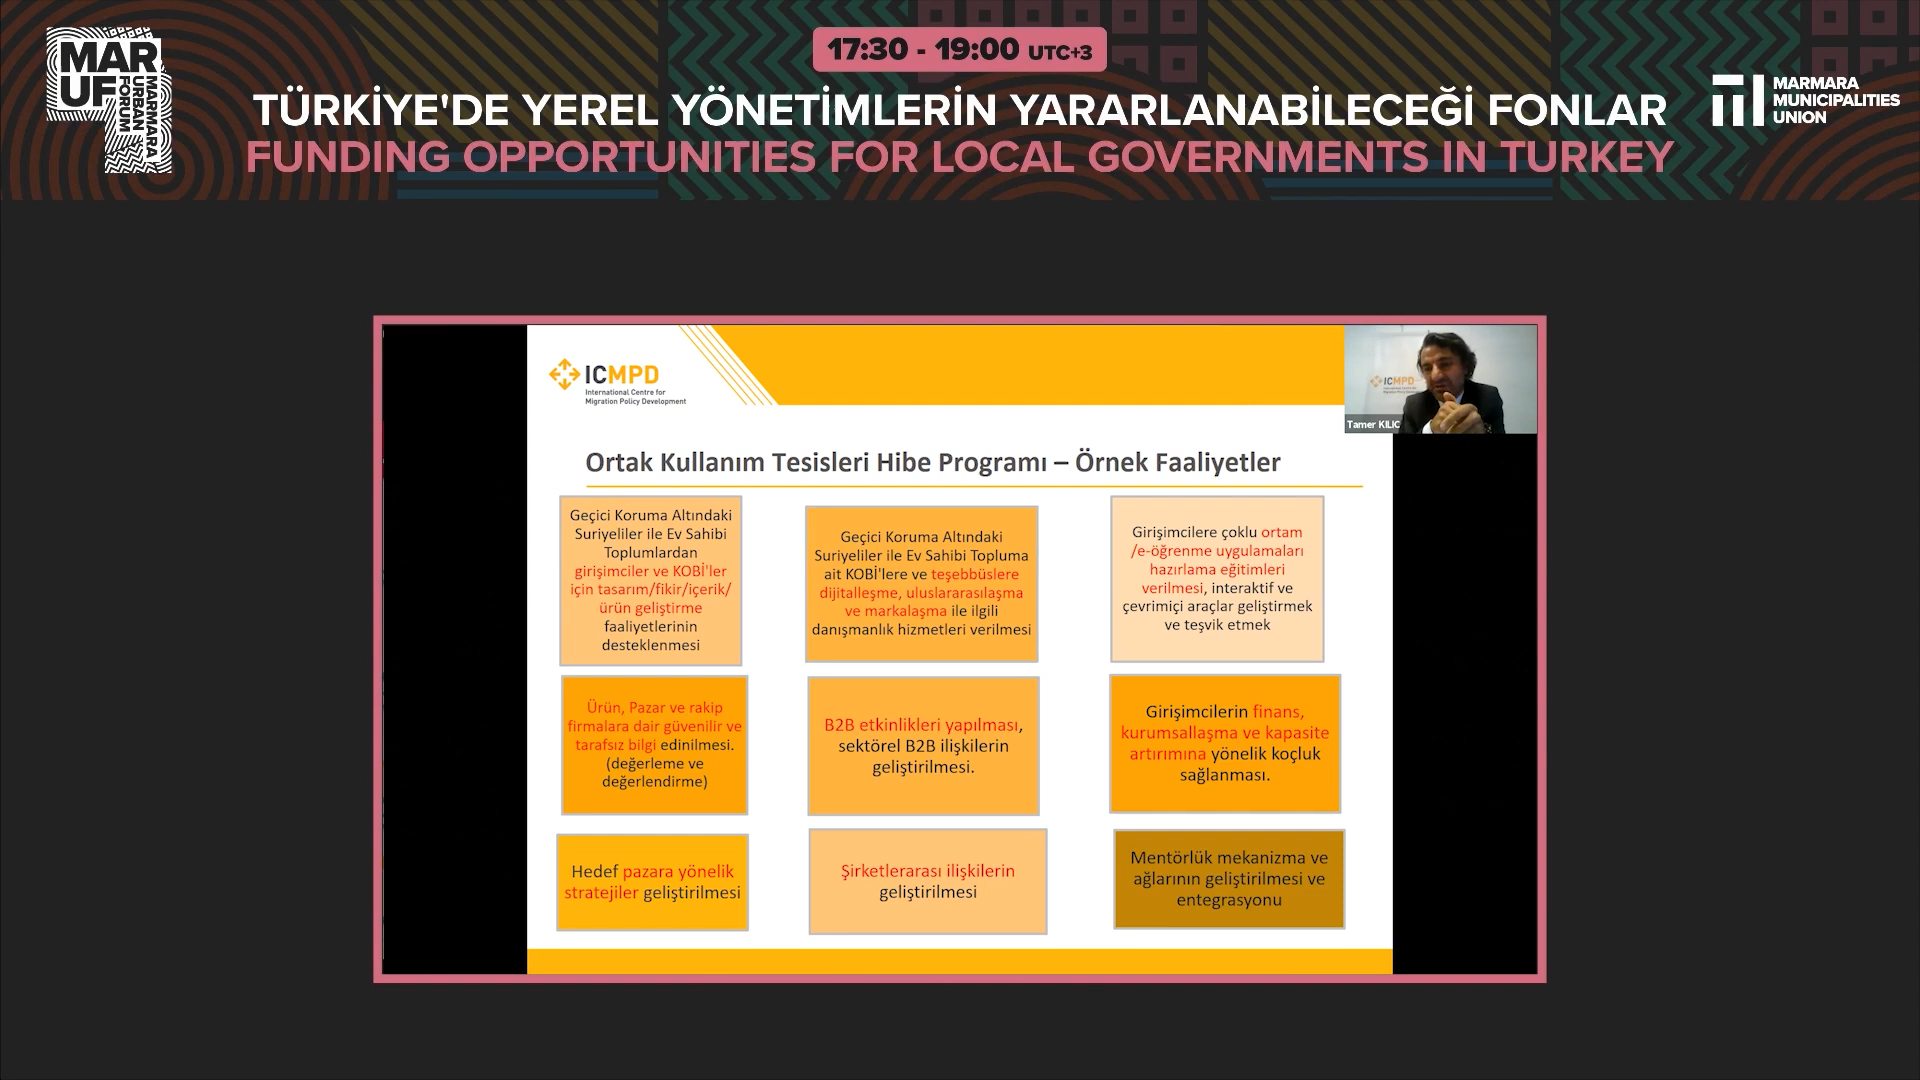 MAR
UF
MARMARA
URBAN
FORUM
17:30 - 19:00 UTC+3
TÜRKİYE'DE YEREL YÖNETİMLERİN YARARLANABİLECEĞİ FONLAR
FUNDING OPPORTUNITIES FOR LOCAL GOVERNMENTS IN TURKEY
MARMARA
MUNICIPALITIES
UNION
ICMPD
International Centre for
Migration Policy Development
ICMPD
Tamer KILIC
Ortak Kullanım Tesisleri Hibe Programı – Örnek Faaliyetler
Geçici Koruma Altındaki
Suriyeliler ile Ev Sahibi
Toplumlardan
girişimciler ve KOBİ'ler
için tasarım/fikir/içerik/
ürün geliştirme
faaliyetlerinin
desteklenmesi
Geçici Koruma Altındaki
Suriyeliler ile Ev Sahibi Topluma
ait KOBİ'lere ve teşebbüslere
dijitalleşme, uluslararasılaşma
ve markalaşma ile ilgili
danışmanlık hizmetleri verilmesi
Girişimcilere çoklu ortam
/e-öğrenme uygulamaları
hazırlama eğitimleri
verilmesi, interaktif ve
çevrimiçi araçlar geliştirmek
ve teşvik etmek
Ürün, Pazar ve rakip
firmalara dair güvenilir ve
tarafsız bilgi edinilmesi.
(değerleme ve
değerlendirme)
B2B etkinlikleri yapılması,
sektörel B2B ilişkilerin
geliştirilmesi.
Girişimcilerin finans,
kurumsallaşma ve kapasite
artırımına yönelik koçluk
sağlanması.
Hedef pazara yönelik
stratejiler geliştirilmesi
Şirketlerarası ilişkilerin
geliştirilmesi
Mentörlük mekanizma ve
ağlarının geliştirilmesi ve
entegrasyonu